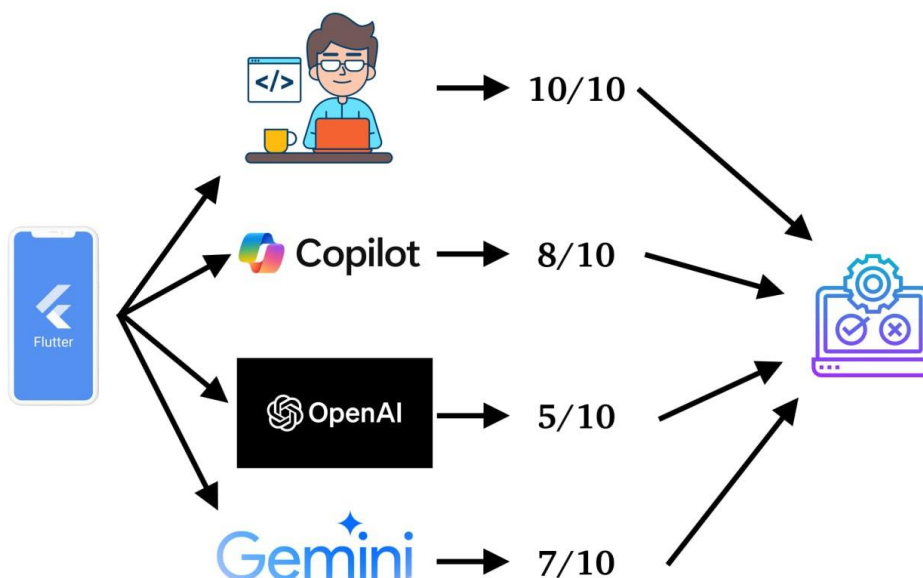 </>
10/10
Copilot
8/10
Flutter
OpenAI
5/10
Gemini
7/10